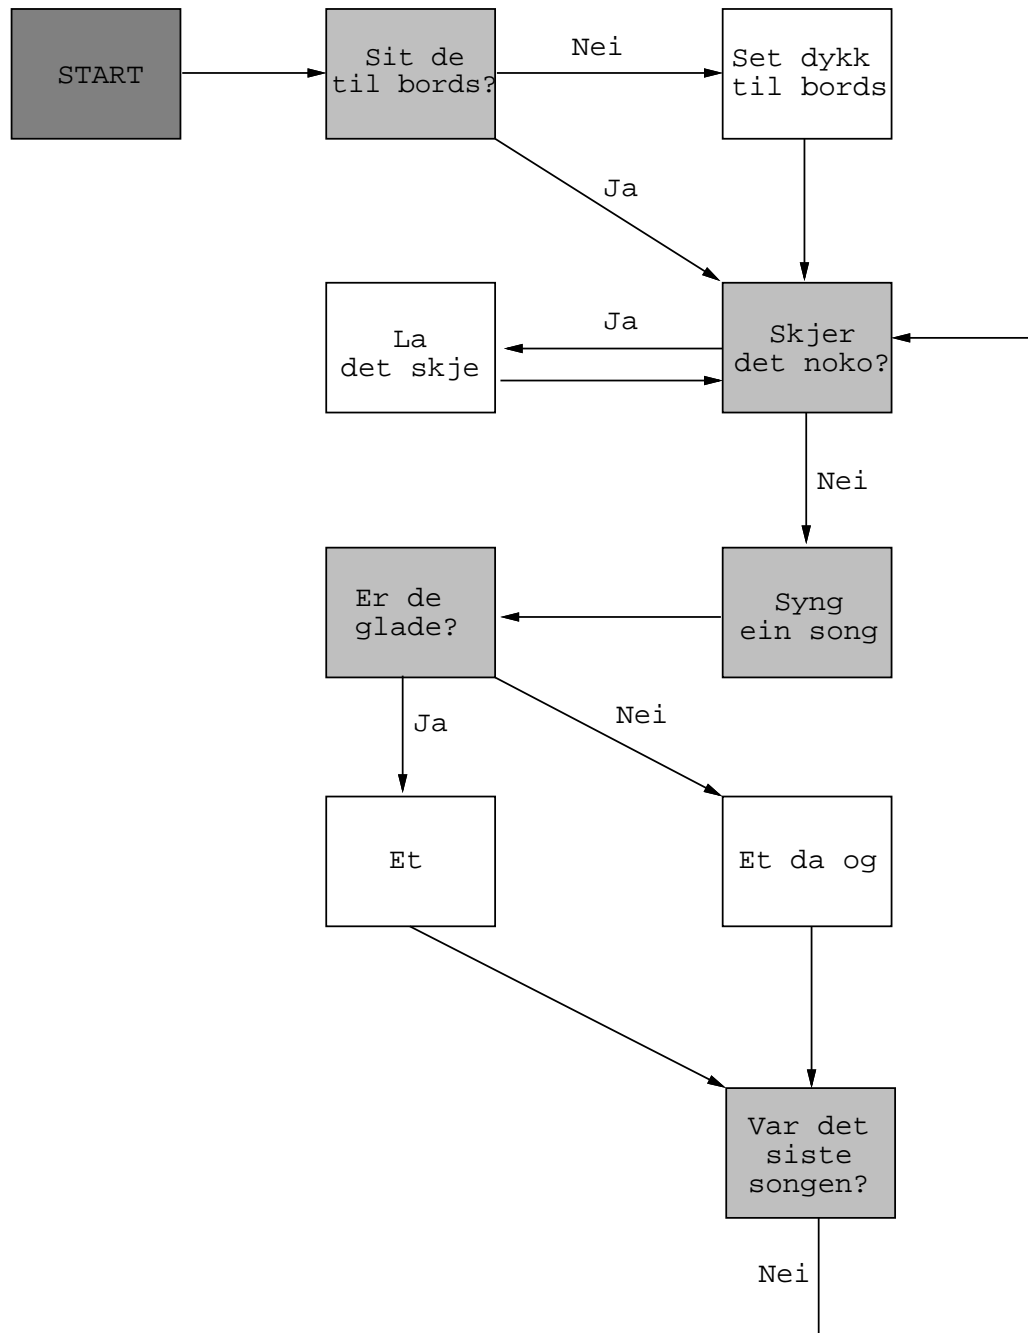 START
Sit de
til bords?
Nei
Set dykk
til bords
Ja
La
det skje
Ja
Skjer
det noko?
Nei
Er de
glade?
Syng
ein song
Ja
Nei
Et
Et da og
Var det
siste
songen?
Nei